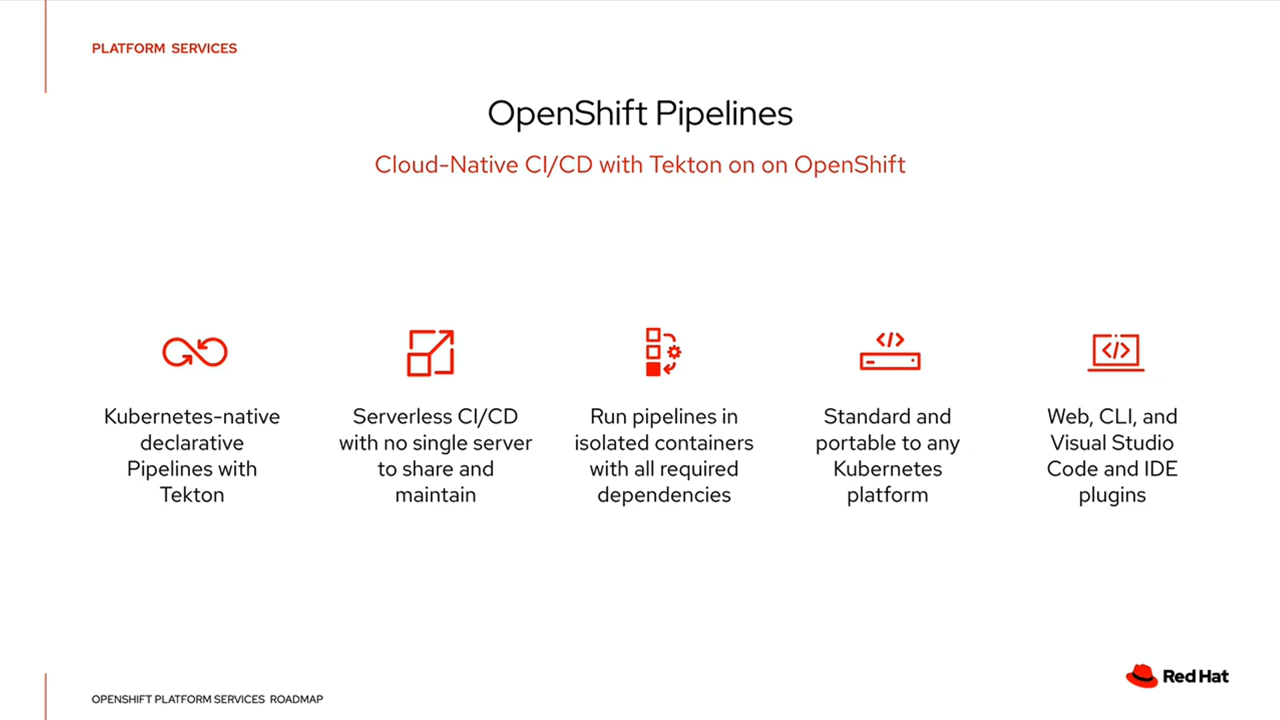 PLATFORM SERVICES
OpenShift Pipelines
Cloud-Native CI/CD with Tekton on on OpenShift
Kubernetes-native
declarative
Pipelines with
Tekton
Serverless CI/CD
with no single server
to share and
maintain
Run pipelines in
isolated containers
with all required
dependencies
Standard and
portable to any
Kubernetes
platform
Web, CLI, and
Visual Studio
Code and IDE
plugins
OPENSHIFT PLATFORM SERVICES ROADMAP
Red Hat